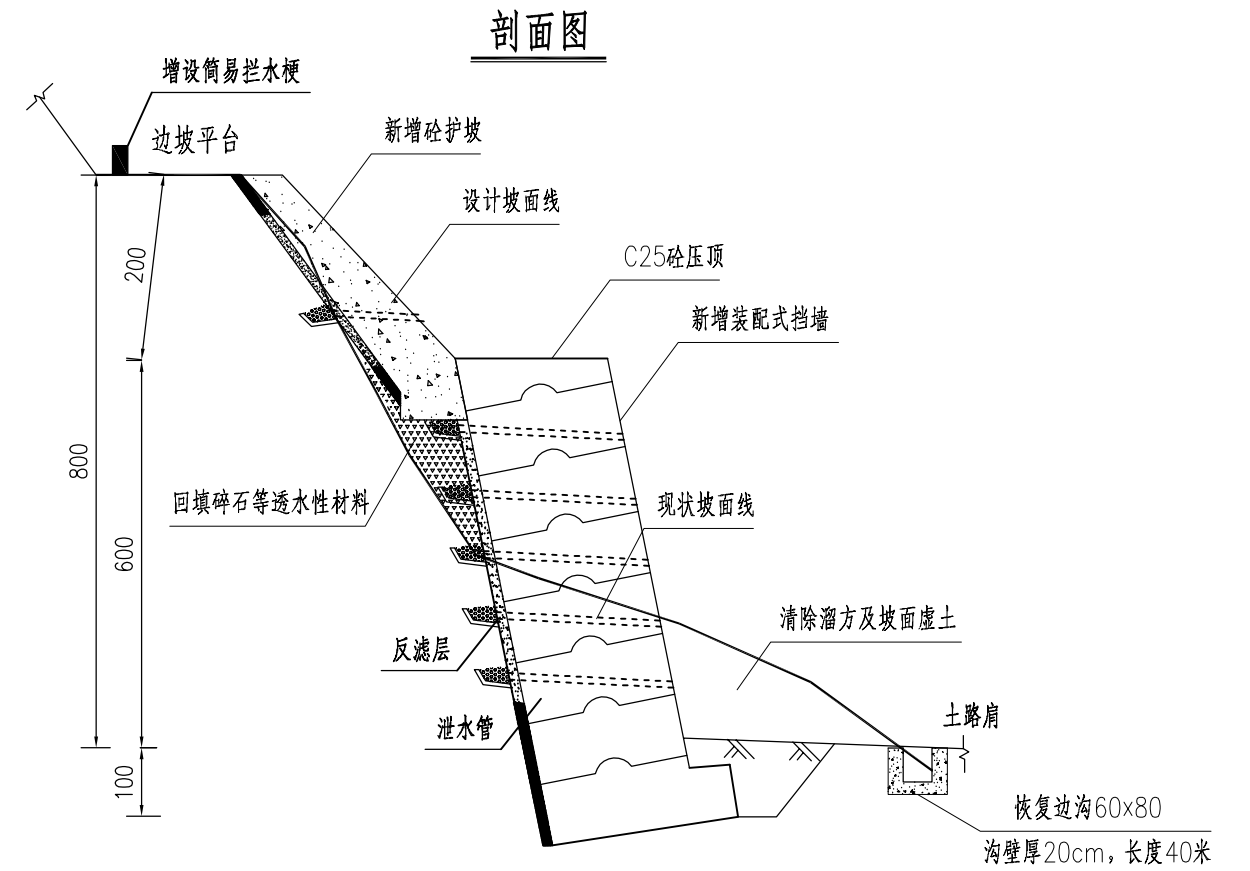 剖面图
增设简易拦水梗
边坡平台
新增砼护坡
设计坡面线
C25砼压顶
新增装配式挡墙
200
800
600
100
回填碎石等透水性材料
现状坡面线
清除溜方及坡面虚土
反滤层
泄水管
土路肩
恢复边沟60x80
沟壁厚20cm，长度40米